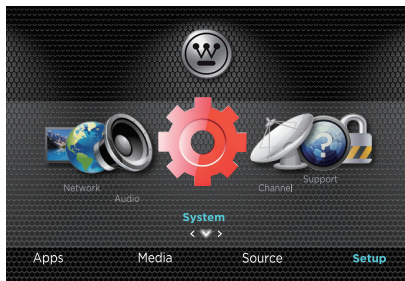 Network
Audio
System
Channel
Support
Apps
Media
Source
Setup